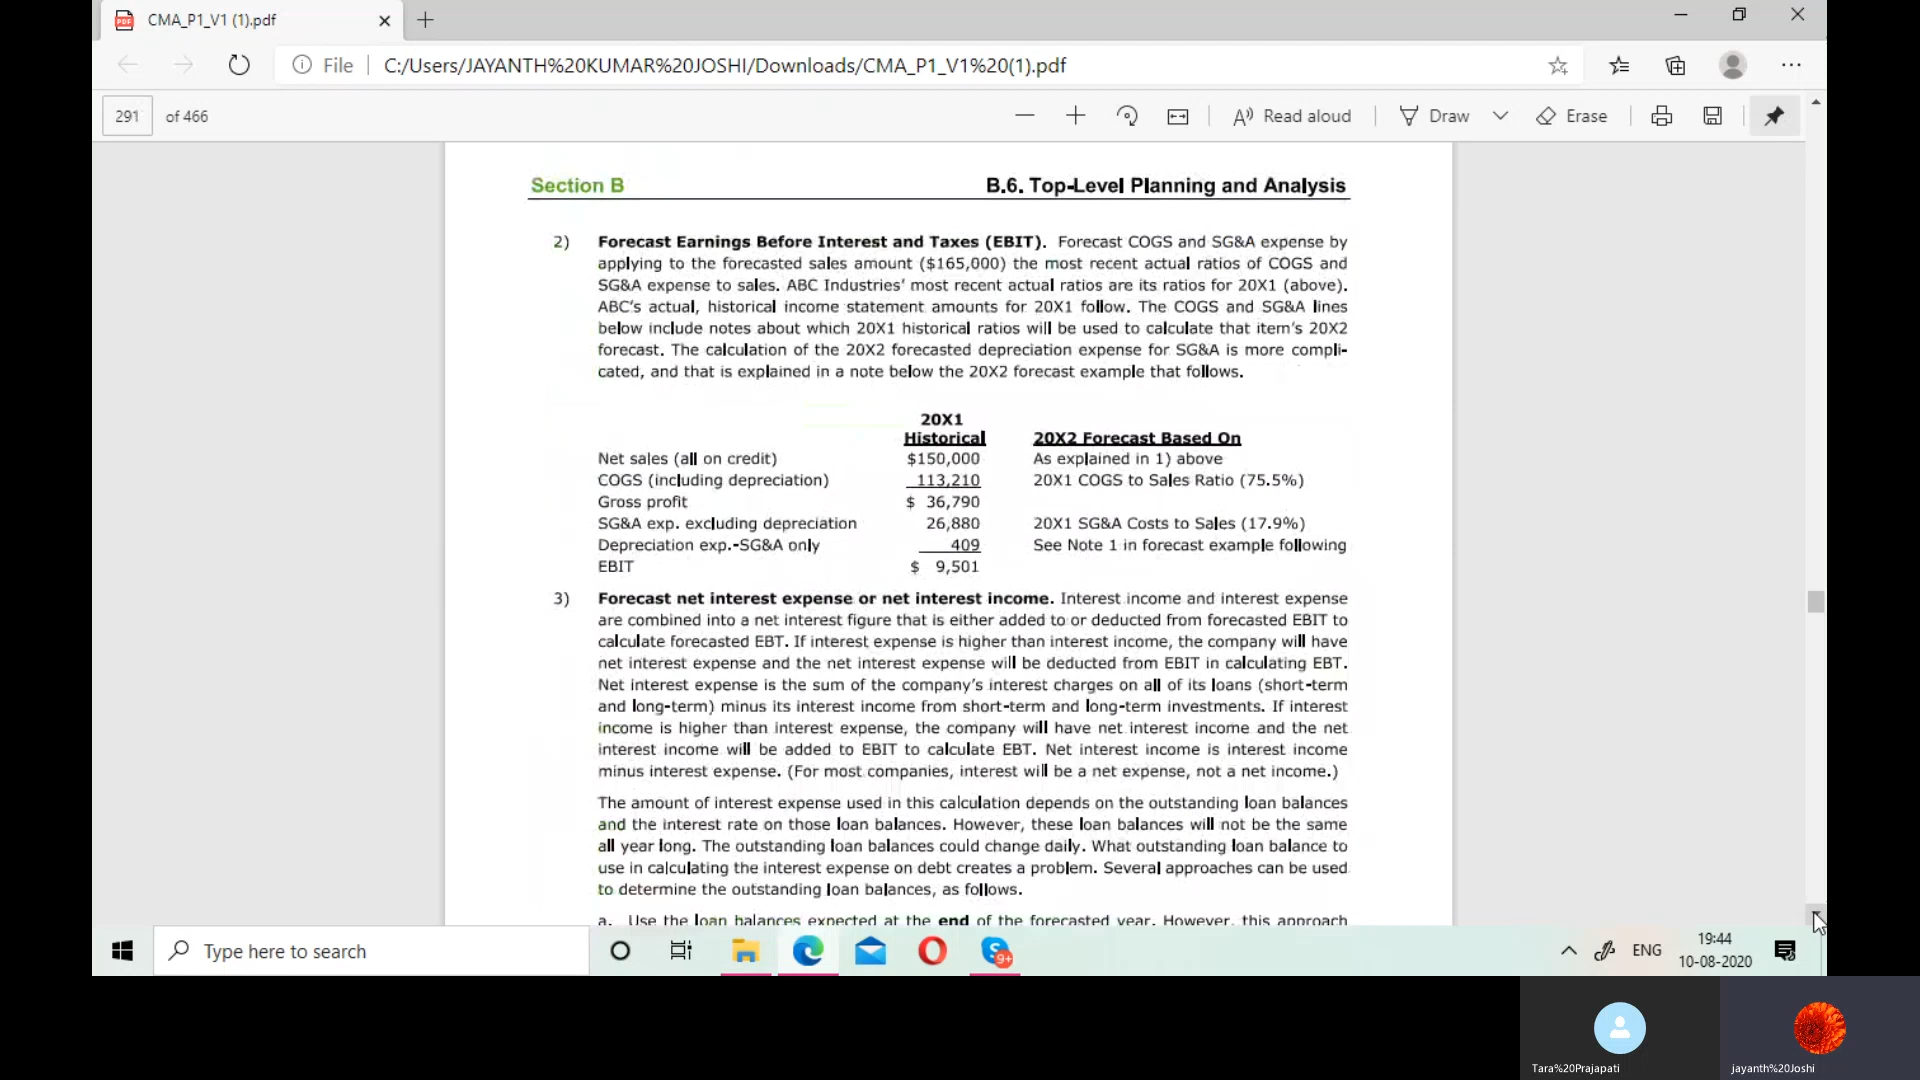 CMA_P1_V1 (1).pdf
File | C:/Users/JAYANTH%20KUMAR%20JOSHI/Downloads/CMA_P1_V1%20(1).pdf
291 of 466 Read aloud Draw Erase
Section B B.6. Top-Level Planning and Analysis
2) Forecast Earnings Before Interest and Taxes (EBIT). Forecast COGS and SG&A expense by
applying to the forecasted sales amount ($165,000) the most recent actual ratios of COGS and
SG&A expense to sales. ABC Industries' most recent actual ratios are its ratios for 20X1 (above).
ABC's actual, historical income statement amounts for 20X1 follow. The COGS and SG&A lines
below include notes about which 20X1 historical ratios will be used to calculate that item's 20X2
forecast. The calculation of the 20X2 forecasted depreciation expense for SG&A is more compli-
cated, and that is explained in a note below the 20X2 forecast example that follows.
20X1
Historical 20X2 Forecast Based On
Net sales (all on credit) $150,000 As explained in 1) above
COGS (including depreciation) 113,210 20X1 COGS to Sales Ratio (75.5%)
Gross profit $ 36,790
SG&A exp. excluding depreciation 26,880 20X1 SG&A Costs to Sales (17.9%)
Depreciation exp.-SG&A only 409 See Note 1 in forecast example following
EBIT $ 9,501
3) Forecast net interest expense or net interest income. Interest income and interest expense
are combined into a net interest figure that is either added to or deducted from forecasted EBIT to
calculate forecasted EBT. If interest expense is higher than interest income, the company will have
net interest expense and the net interest expense will be deducted from EBIT in calculating EBT.
Net interest expense is the sum of the company's interest charges on all of its loans (short-term
and long-term) minus its interest income from short-term and long-term investments. If interest
income is higher than interest expense, the company will have net interest income and the net
interest income will be added to EBIT to calculate EBT. Net interest income is interest income
minus interest expense. (For most companies, interest will be a net expense, not a net income.)
The amount of interest expense used in this calculation depends on the outstanding loan balances
and the interest rate on those loan balances. However, these loan balances will not be the same
all year long. The outstanding loan balances could change daily. What outstanding loan balance to
use in calculating the interest expense on debt creates a problem. Several approaches can be used
to determine the outstanding loan balances, as follows.
a. Use the loan balances expected at the end of the forecasted year. However, this approach
Type here to search 9+ ENG 19:44
10-08-2020
Tara%20Prajapati jayanth%20Joshi